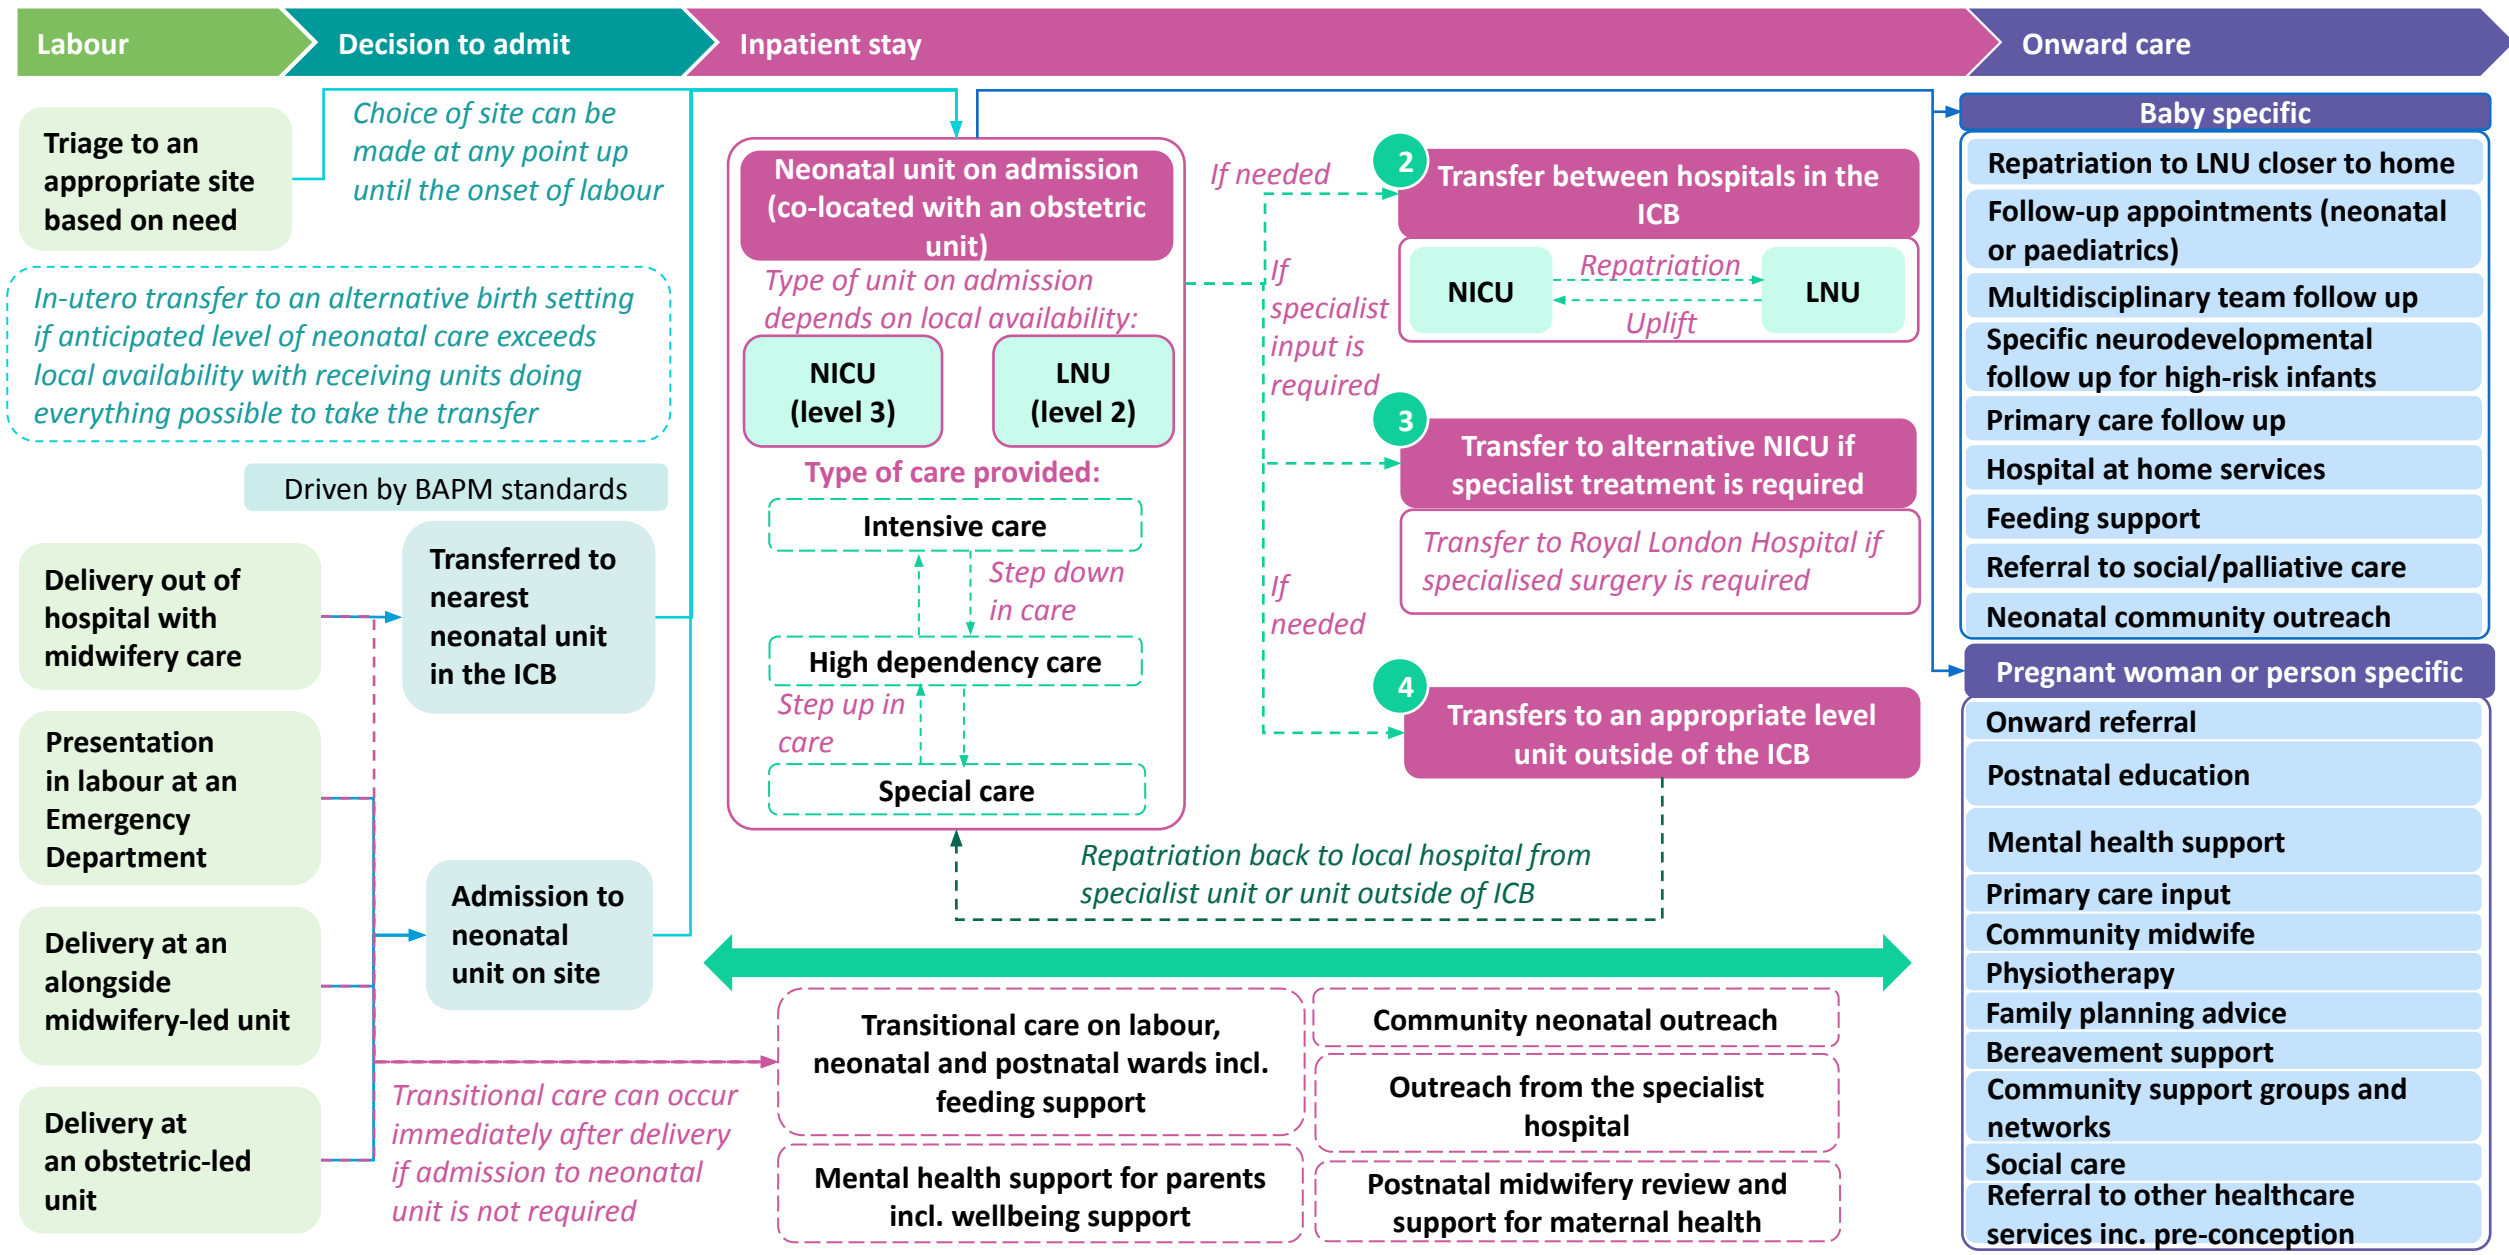 Labour
Decision to admit
Inpatient stay
Onward care
Triage to an
appropriate site
based on need
Choice of site can be
made at any point up
until the onset of labour
In-utero transfer to an alternative birth setting
if anticipated level of neonatal care exceeds
local availability with receiving units doing
everything possible to take the transfer
Driven by BAPM standards
Delivery out of
hospital with
midwifery care
Presentation
in labour at an
Emergency
Department
Delivery at an
alongside
midwifery-led unit
Delivery at
an obstetric-led
unit
Transferred to
nearest
neonatal unit
in the ICB
Admission to
neonatal
unit on site
Transitional care can occur
immediately after delivery
if admission to neonatal
unit is not required
Neonatal unit on admission
(co-located with an obstetric
unit)
Type of unit on admission
depends on local availability:
NICU
(level 3)
LNU
(level 2)
Type of care provided:
Intensive care
Step down
in care
High dependency care
Step up in
care
Special care
If needed
If
specialist
input is
required
If
needed
2
Transfer between hospitals in the
ICB
NICU
Repatriation
Uplift
LNU
3
Transfer to alternative NICU if
specialist treatment is required
Transfer to Royal London Hospital if
specialised surgery is required
4
Transfers to an appropriate level
unit outside of the ICB
Repatriation back to local hospital from
specialist unit or unit outside of ICB
Transitional care on labour,
neonatal and postnatal wards incl.
feeding support
Mental health support for parents
incl. wellbeing support
Community neonatal outreach
Outreach from the specialist
hospital
Postnatal midwifery review and
support for maternal health
Baby specific
Repatriation to LNU closer to home
Follow-up appointments (neonatal
or paediatrics)
Multidisciplinary team follow up
Specific neurodevelopmental
follow up for high-risk infants
Primary care follow up
Hospital at home services
Feeding support
Referral to social/palliative care
Neonatal community outreach
Pregnant woman or person specific
Onward referral
Postnatal education
Mental health support
Primary care input
Community midwife
Physiotherapy
Family planning advice
Bereavement support
Community support groups and
networks
Social care
Referral to other healthcare
services inc. pre-conception